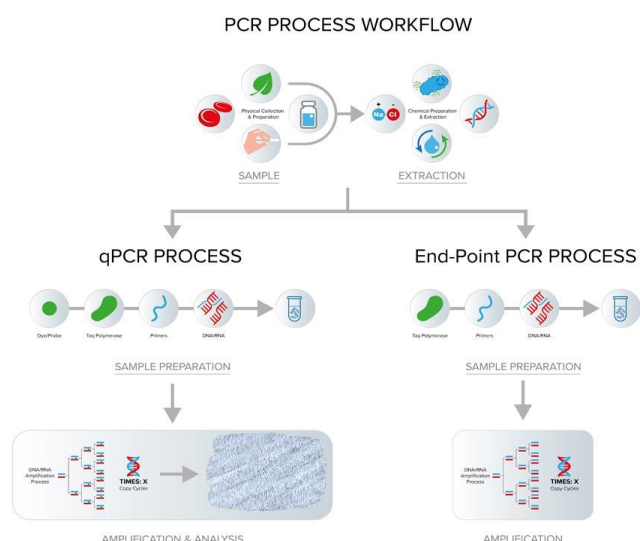 PCR PROCESS WORKFLOW
Physical Collection
& Preparation
+ -
Na Cl
Chemical Preparation
& Extraction
SAMPLE
EXTRACTION
qPCR PROCESS
End-Point PCR PROCESS
Dye/Probe
Taq Polymerase
Primers
DNA/RNA
Taq Polymerase
Primers
DNA/RNA
SAMPLE PREPARATION
SAMPLE PREPARATION
DNA/RNA
Amplification
Process
TIMES: X
Copy Cycles
DNA/RNA
Amplification
Process
TIMES: X
Copy Cycles
AMPLIFICATION & ANALYSIS
AMPLIFICATION